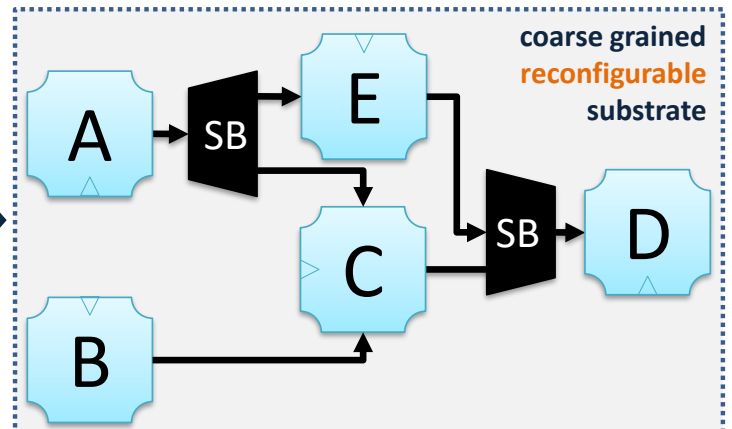 coarse grained
reconfigurable
substrate
A
SB
E
C
SB
D
B